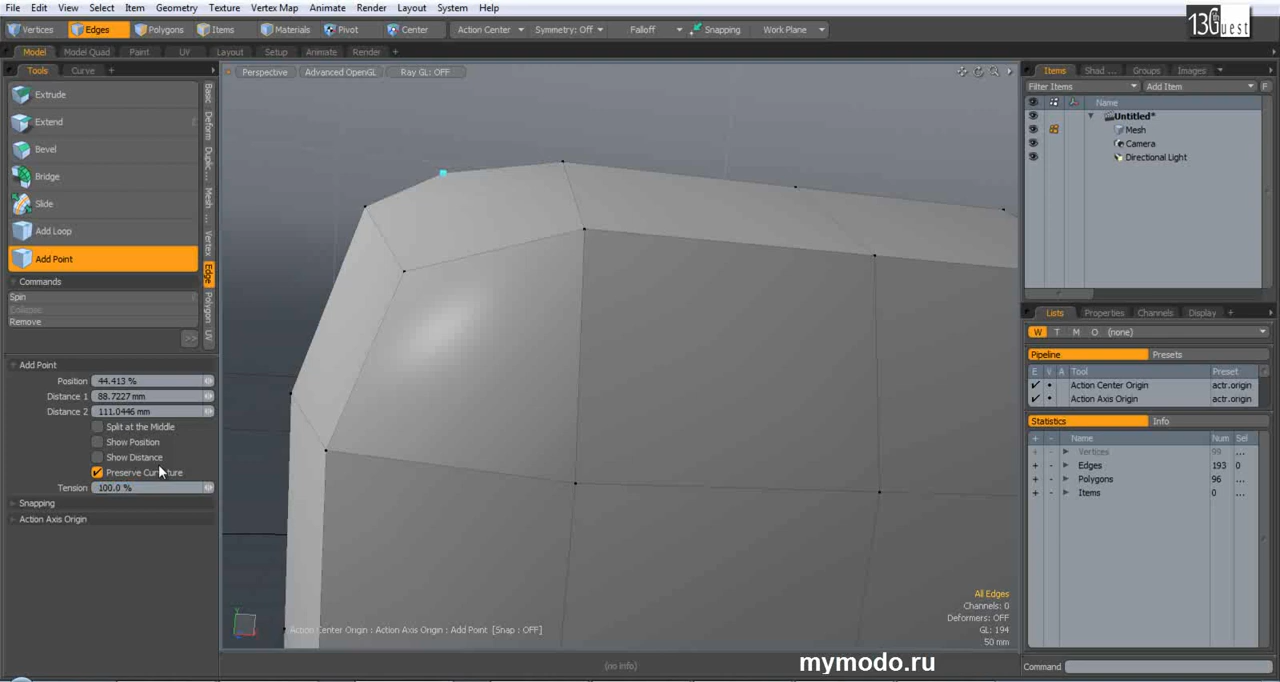 File Edit View Select Item Geometry Texture Vertex Map Animate Render Layout System Help
Vertices Edges Polygons Items Materials Pivot Center Action Center Symmetry: Off Falloff Snapping Work Plane
Model Model Quad Paint UV Layout Setup Animate Render +
Tools Curve +
Perspective Advanced OpenGL Ray GL: OFF
Items Shad ... Groups Images
Filter Items Add Item F
Name
Untitled*
Mesh
Camera
Directional Light
Extrude
Extend
Bevel
Bridge
Slide
Add Loop
Add Point
Basic
Deform
Duplic...
Mesh ...
Vertex
Edge
Polygon
UV
Commands
Spin
Collapse
Remove
>>
Add Point
Position 44.413 %
Distance 1 88.7227 mm
Distance 2 111.0446 mm
Split at the Middle
Show Position
Show Distance
Tension 100.0 %
Snapping
Action Axis Origin
Lists Properties Channels Display +
W T M O (none)
Pipeline Presets
E V A Tool Preset
Action Center Origin actr.origin
Action Axis Origin actr.origin
Statistics Info
+ - Name Num Sel
+ - Vertices 99 ...
+ - Edges 193 0
+ - Polygons 96 ...
+ - Items 0 ...
All Edges
Channels: 0
Deformers: OFF
GL: 194
50 mm
Action Center Origin : Action Axis Origin : Add Point [Snap : OFF]
(no info)
mymodo.ru
Command